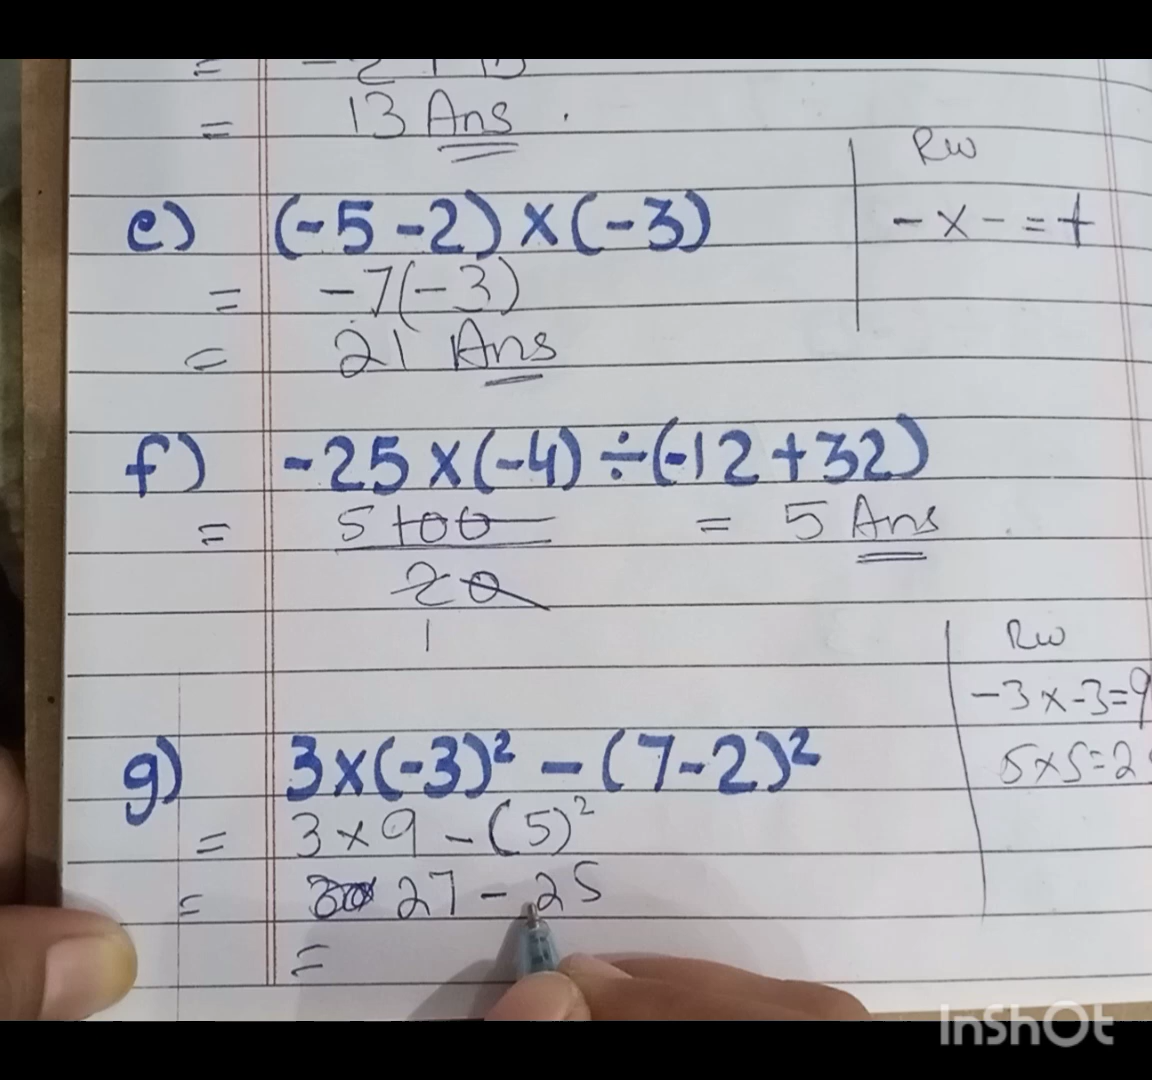 = -2 + 15
= 13 Ans .
Rw
e) (-5-2)×(-3)
- × - = +
= -7(-3)
= 21 Ans
f) -25×(-4)÷(-12+32)
= 5 100 = 5 Ans
20
1
Rw
-3×-3=9
g) 3×(-3)²-(7-2)²
5×5=2
= 3×9-(5)²
= 27-25
=
InShOt